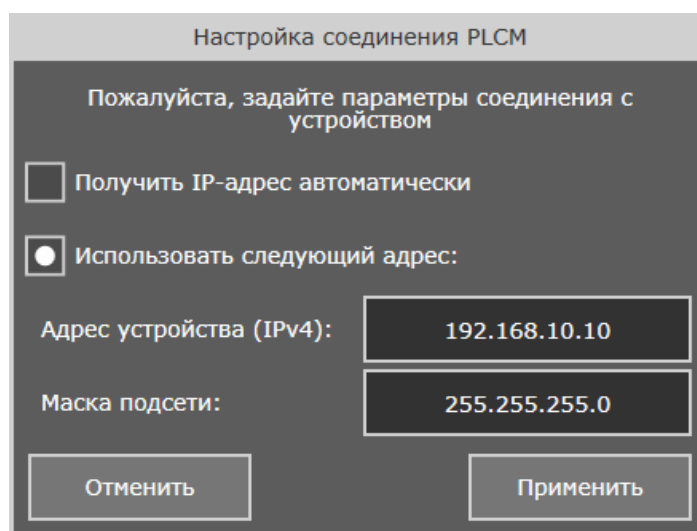 Настройка соединения PLCM
Пожалуйста, задайте параметры соединения с
устройством
Получить IP-адрес автоматически
Использовать следующий адрес:
Адрес устройства (IPv4): 192.168.10.10
Маска подсети: 255.255.255.0
Отменить Применить